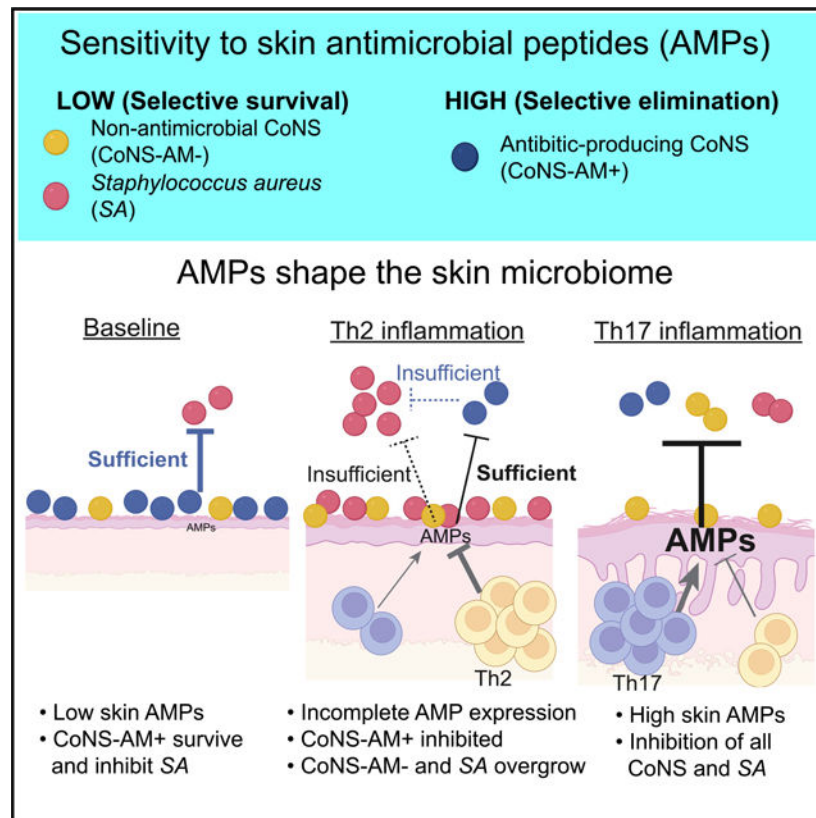 Sensitivity to skin antimicrobial peptides (AMPs)
LOW (Selective survival)
Non-antimicrobial CoNS
(CoNS-AM-)
Staphylococcus aureus
(SA)
HIGH (Selective elimination)
Antibitic-producing CoNS
(CoNS-AM+)
AMPs shape the skin microbiome
Baseline
Sufficient
AMPs
• Low skin AMPs
• CoNS-AM+ survive
and inhibit SA
Th2 inflammation
Insufficient
Insufficient
Sufficient
AMPs
Th2
• Incomplete AMP expression
• CoNS-AM+ inhibited
• CoNS-AM- and SA overgrow
Th17 inflammation
AMPs
Th17
• High skin AMPs
• Inhibition of all
CoNS and SA